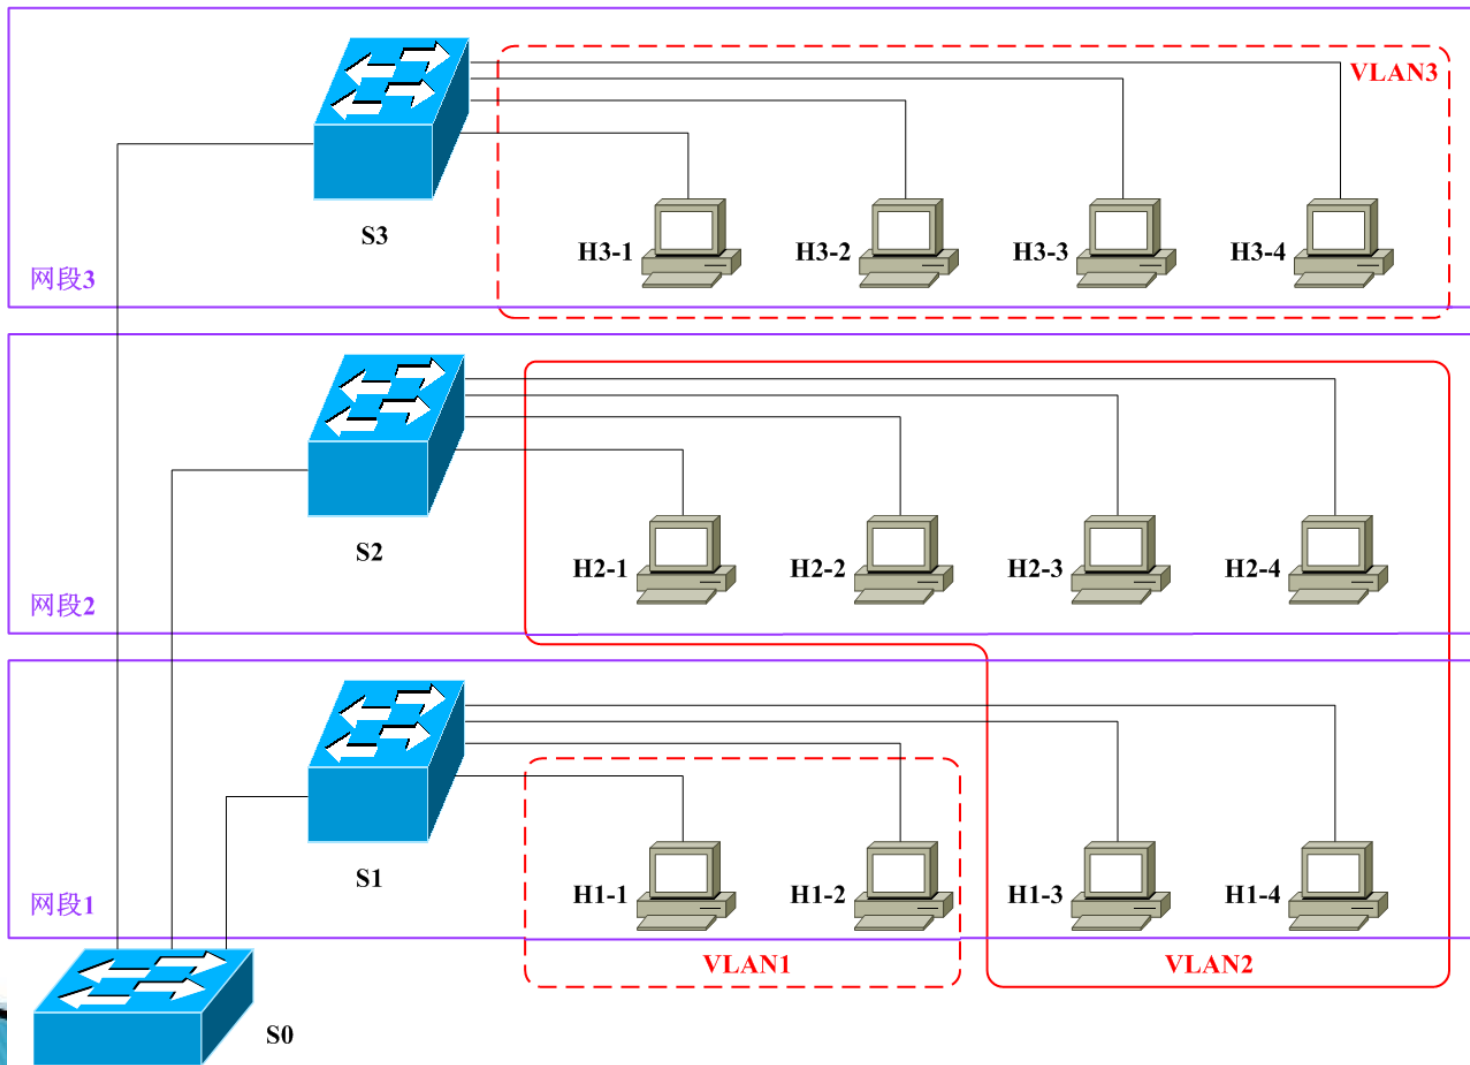 VLAN3
S3
H3-1
H3-2
H3-3
H3-4
网段3
S2
H2-1
H2-2
H2-3
H2-4
网段2
S1
H1-1
H1-2
H1-3
H1-4
网段1
VLAN1
VLAN2
S0